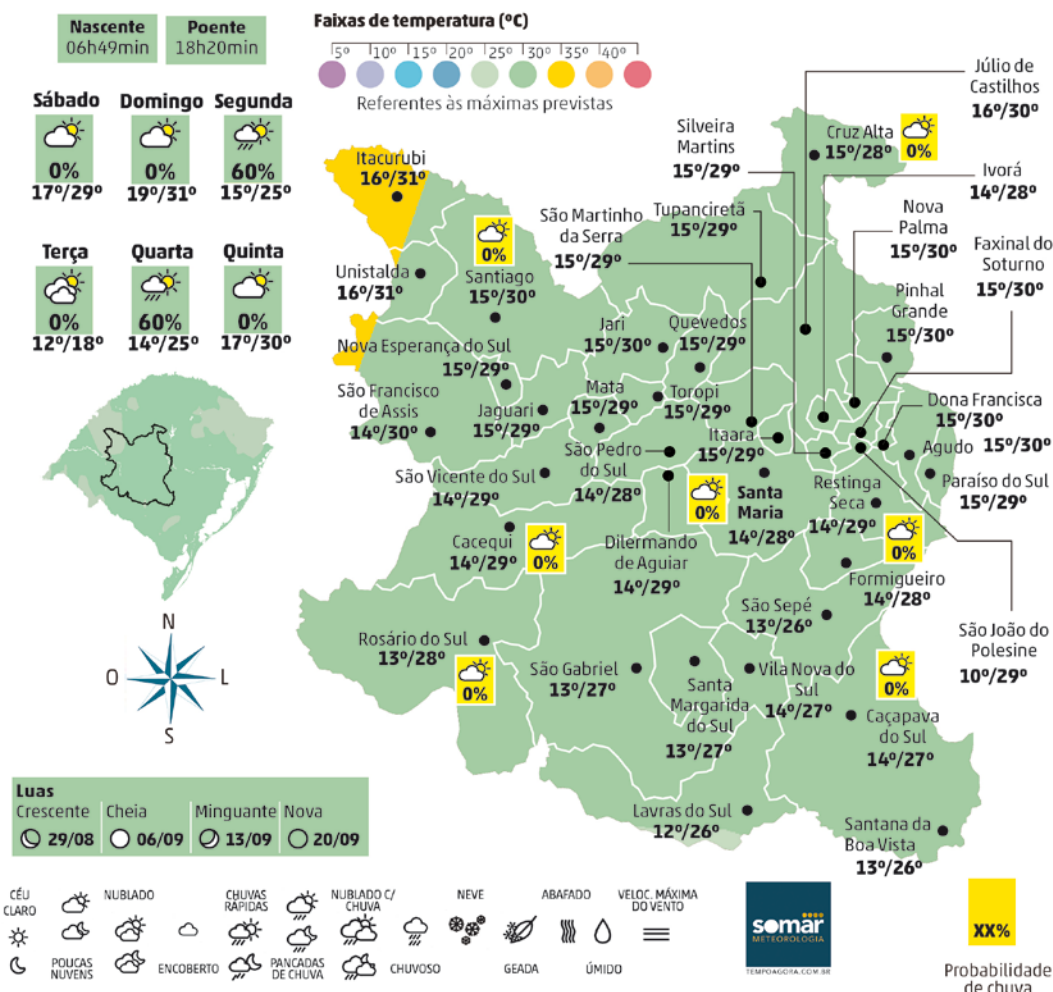 Nascente
06h49min
Poente
18h20min
Sábado
0%
17º/29º
Domingo
0%
19º/31º
Segunda
60%
15º/25º
Terça
0%
12º/18º
Quarta
60%
14º/25º
Quinta
0%
17º/30º
Faixas de temperatura (ºC)
5º 10º 15º 20º 25º 30º 35º 40º
Referentes às máximas previstas
Júlio de
Castilhos
16º/30º
Cruz Alta
15º/28º
0%
Silveira
Martins
15º/29º
Ivorá
14º/28º
Itacurubi
16º/31º
Nova
Palma
15º/30º
São Martinho
da Serra
15º/29º
Tupanciretã
15º/29º
Faxinal do
Soturno
15º/30º
0%
Unistalda
16º/31º
Santiago
15º/30º
Pinhal
Grande
15º/30º
Jari
15º/30º
Quevedos
15º/29º
Nova Esperança do Sul
15º/29º
São Francisco
de Assis
14º/30º
Jaguari
15º/29º
Mata
15º/29º
Toropi
15º/29º
Dona Francisca
15º/30º
Itaara
15º/29º
Agudo 15º/30º
São Vicente do Sul
14º/29º
São Pedro
do Sul
14º/28º
0%
Santa
Maria
14º/28º
Restinga
Seca
14º/29º
Paraíso do Sul
15º/29º
Cacequi
14º/29º
0%
Dilermando
de Aguiar
14º/29º
0%
Formigueiro
14º/28º
São Sepé
13º/26º
São João do
Polesine
10º/29º
Rosário do Sul
13º/28º
0%
São Gabriel
13º/27º
Santa
Margarida
do Sul
13º/27º
Vila Nova do
Sul
14º/27º
0%
Caçapava
do Sul
14º/27º
Lavras do Sul
12º/26º
Santana da
Boa Vista
13º/26º
N
O L
S
Luas
Crescente
29/08
Cheia
06/09
Minguante
13/09
Nova
20/09
CÉU
CLARO
POUCAS
NUVENS
NUBLADO
ENCOBERTO
CHUVAS
RÁPIDAS
PANCADAS
DE CHUVA
NUBLADO C/
CHUVA
CHUVOSO
NEVE
GEADA
ABAFADO
ÚMIDO
VELOC. MÁXIMA
DO VENTO
somar
METEOROLOGIA
TEMPOAGORA.COM.BR
XX%
Probabilidade
de chuva